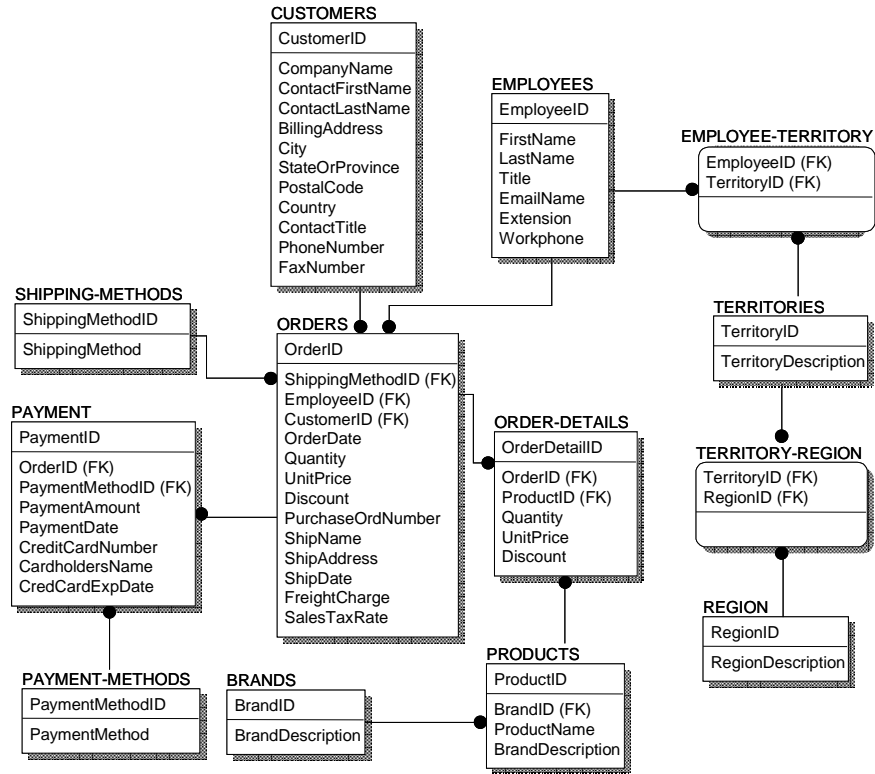 CUSTOMERS
CustomerID
CompanyName
ContactFirstName
ContactLastName
BillingAddress
City
StateOrProvince
PostalCode
Country
ContactTitle
PhoneNumber
FaxNumber
EMPLOYEES
EmployeeID
FirstName
LastName
Title
EmailName
Extension
Workphone
EMPLOYEE-TERRITORY
EmployeeID (FK)
TerritoryID (FK)
SHIPPING-METHODS
ShippingMethodID
ShippingMethod
ORDERS
OrderID
ShippingMethodID (FK)
EmployeeID (FK)
CustomerID (FK)
OrderDate
Quantity
UnitPrice
Discount
PurchaseOrdNumber
ShipName
ShipAddress
ShipDate
FreightCharge
SalesTaxRate
TERRITORIES
TerritoryID
TerritoryDescription
PAYMENT
PaymentID
OrderID (FK)
PaymentMethodID (FK)
PaymentAmount
PaymentDate
CreditCardNumber
CardholdersName
CredCardExpDate
ORDER-DETAILS
OrderDetailID
OrderID (FK)
ProductID (FK)
Quantity
UnitPrice
Discount
TERRITORY-REGION
TerritoryID (FK)
RegionID (FK)
REGION
RegionID
RegionDescription
PAYMENT-METHODS
PaymentMethodID
PaymentMethod
BRANDS
BrandID
BrandDescription
PRODUCTS
ProductID
BrandID (FK)
ProductName
BrandDescription